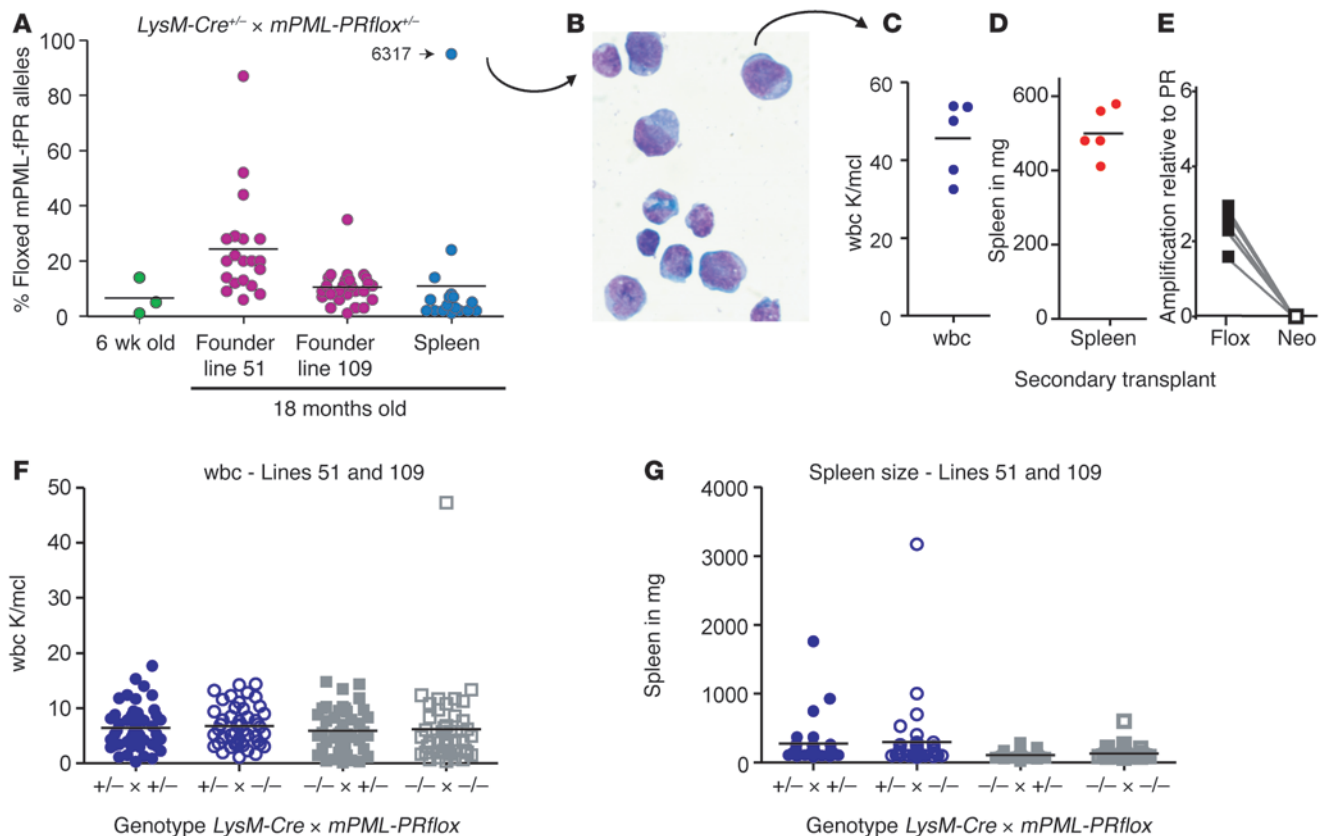 A
LysM-Cre+/– × mPML-PRflox+/–
% Floxed mPML-fPR alleles
100
80
60
40
20
0
6317
6 wk old
Founder line 51
Founder line 109
Spleen
18 months old
B
C
wbc K/mcl
60
40
20
0
wbc
D
Spleen in mg
600
400
200
0
Spleen
E
Amplification relative to PR
6
4
2
0
Flox
Neo
Secondary transplant
F
wbc - Lines 51 and 109
wbc K/mcl
50
40
30
20
10
0
+/– × +/–
+/– × –/–
–/– × +/–
–/– × –/–
Genotype LysM-Cre × mPML-PRflox
G
Spleen size - Lines 51 and 109
Spleen in mg
4000
3000
2000
1000
0
+/– × +/–
+/– × –/–
–/– × +/–
–/– × –/–
Genotype LysM-Cre × mPML-PRflox